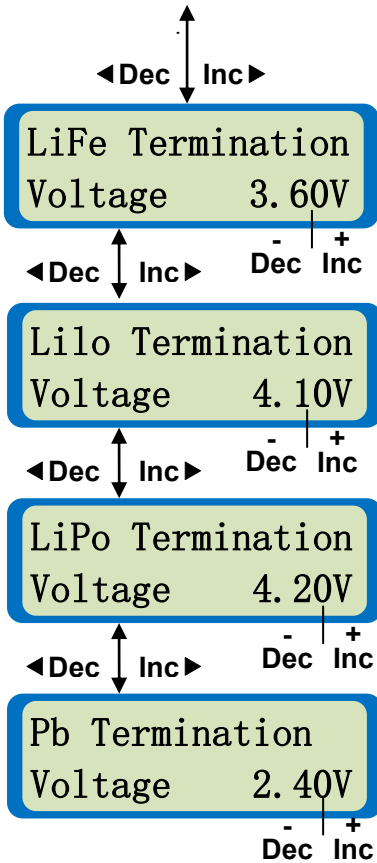 ◄Dec Inc►
LiFe Termination
Voltage 3.60V
- +
Dec Inc
◄Dec Inc►
Lilo Termination
Voltage 4.10V
- +
Dec Inc
◄Dec Inc►
LiPo Termination
Voltage 4.20V
- +
Dec Inc
◄Dec Inc►
Pb Termination
Voltage 2.40V
- +
Dec Inc